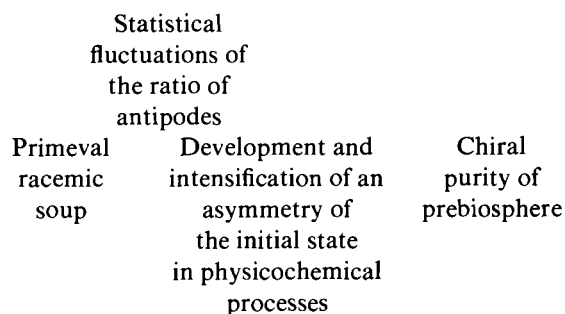 Statistical
fluctuations of
the ratio of
antipodes
Primeval
racemic
soup
Development and
intensification of an
asymmetry of
the initial state
in physicochemical
processes
Chiral
purity of
prebiosphere